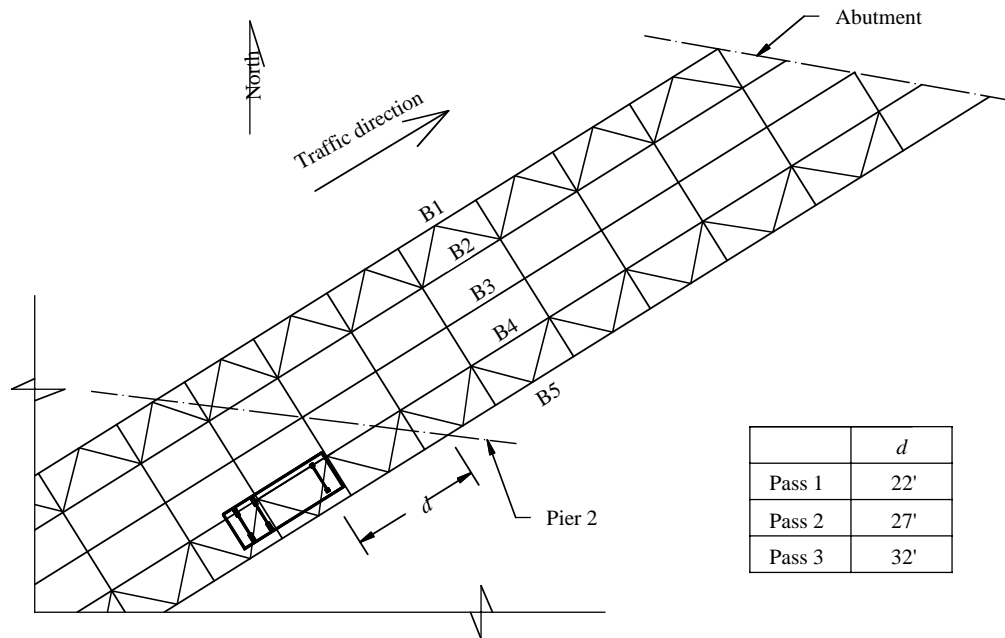 Abutment
North
Traffic direction
B1
B2
B3
B4
B5
d
Pier 2
d
Pass 1 22'
Pass 2 27'
Pass 3 32'